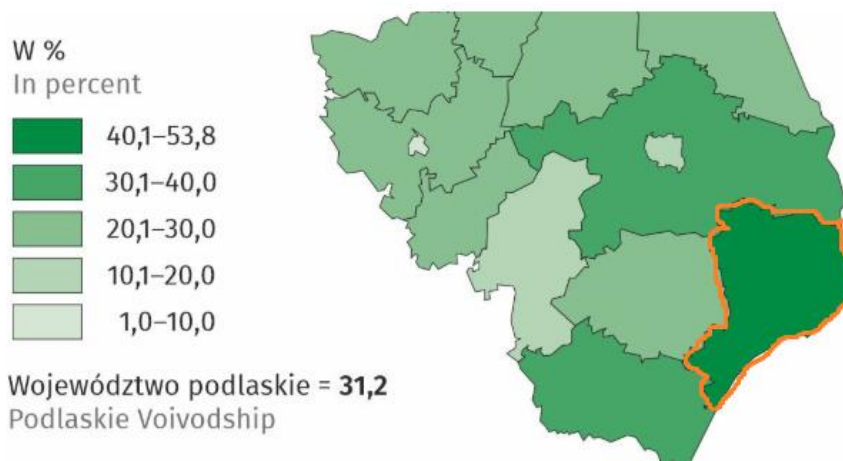 W %
In percent
40,1–53,8
30,1–40,0
20,1–30,0
10,1–20,0
1,0–10,0
Województwo podlaskie = 31,2
Podlaskie Voivodship